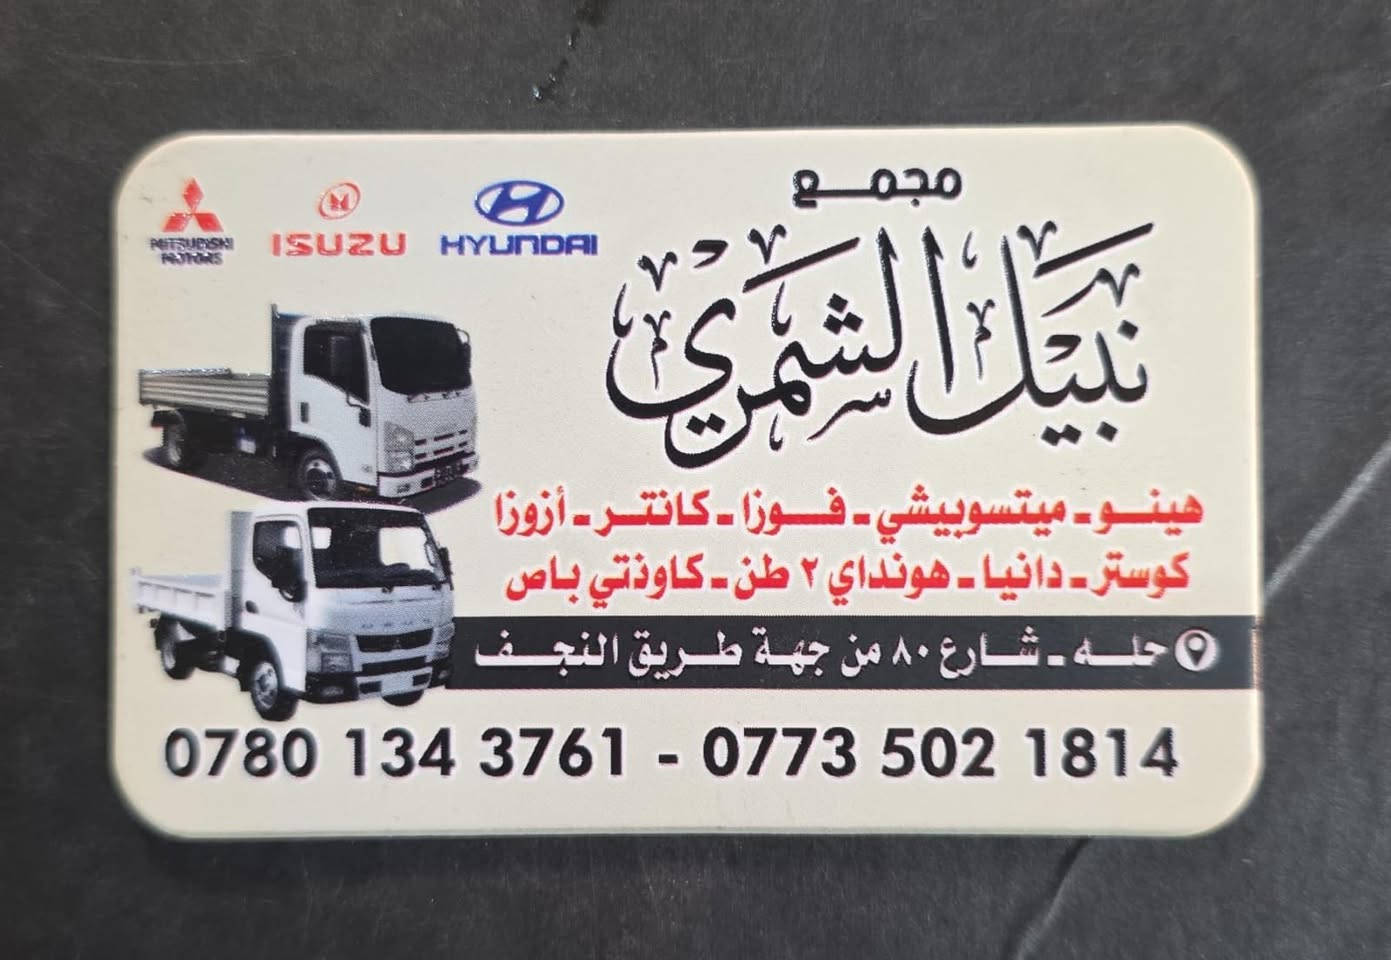 MITSUBISHI
MOTORS
ISUZU
HYUNDAI
مجمع
نبيل الشمري
هينو - ميتسوبيشي - فوزا - كانتر - أزوزا
كوستر - دانيا - هونداي ٢ طن - كاونتي باص
حله - شارع ٨٠ من جهة طريق النجف
0780 134 3761 - 0773 502 1814